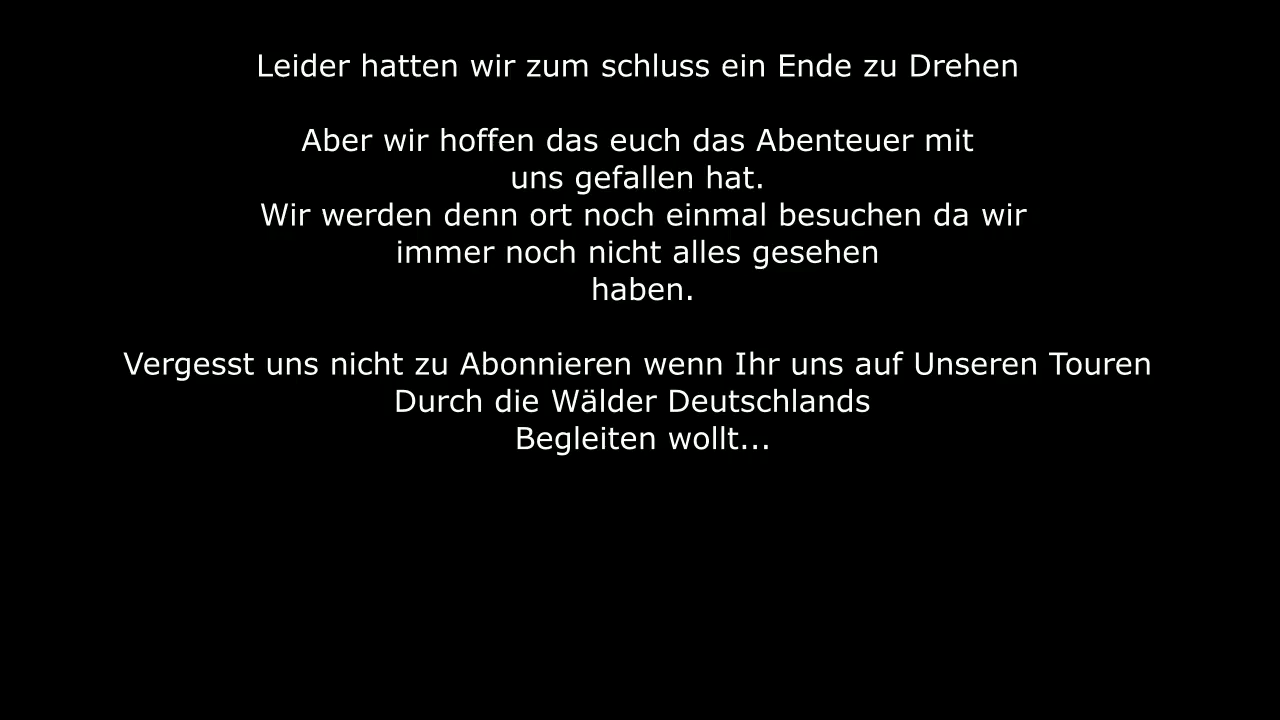 Leider hatten wir zum schluss ein Ende zu Drehen
Aber wir hoffen das euch das Abenteuer mit
uns gefallen hat.
Wir werden denn ort noch einmal besuchen da wir
immer noch nicht alles gesehen
haben.
Vergesst uns nicht zu Abonnieren wenn Ihr uns auf Unseren Touren
Durch die Wälder Deutschlands
Begleiten wollt...